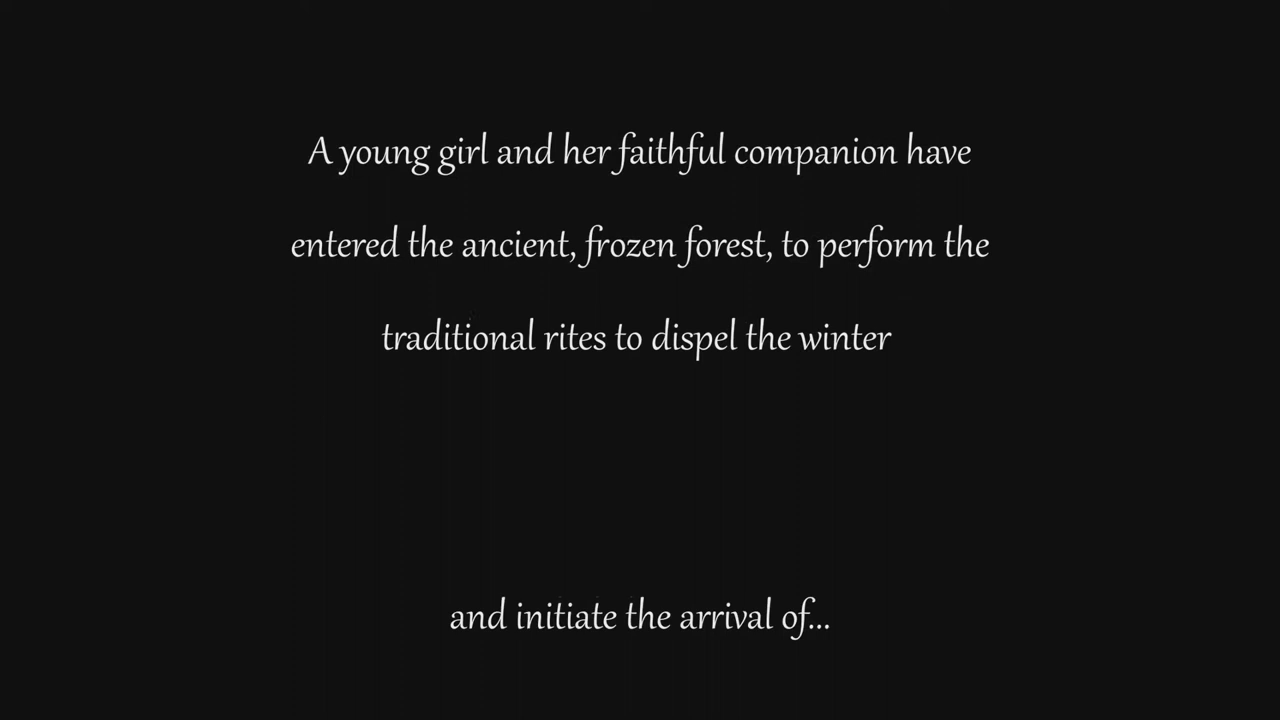 A young girl and her faithful companion have
entered the ancient, frozen forest, to perform the
traditional rites to dispel the winter
and initiate the arrival of...